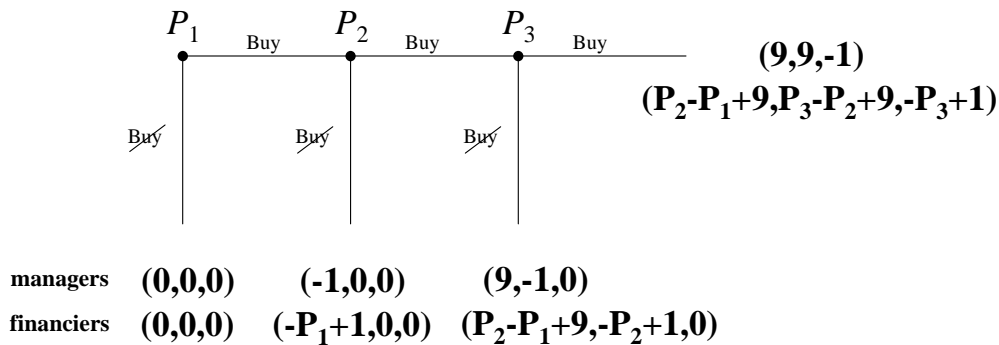 P1 P2 P3
Buy Buy Buy
(9,9,-1)
(P2-P1+9,P3-P2+9,-P3+1)
Buy Buy Buy
managers (0,0,0) (-1,0,0) (9,-1,0)
financiers (0,0,0) (-P1+1,0,0) (P2-P1+9,-P2+1,0)